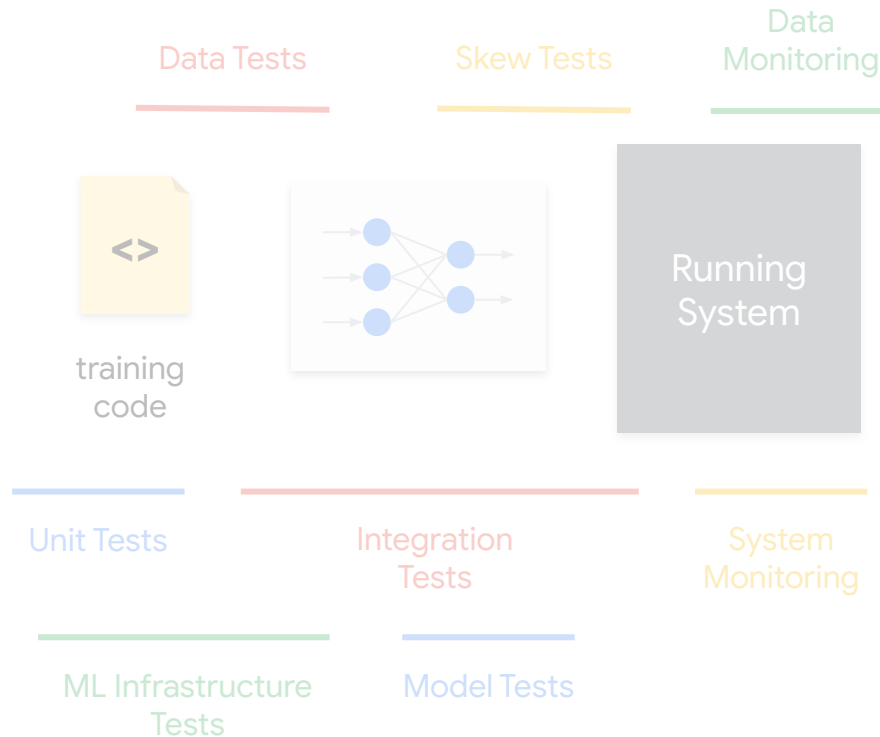 Data Tests
Skew Tests
Data
Monitoring
<>
training
code
Running
System
Unit Tests
Integration
Tests
System
Monitoring
ML Infrastructure
Tests
Model Tests